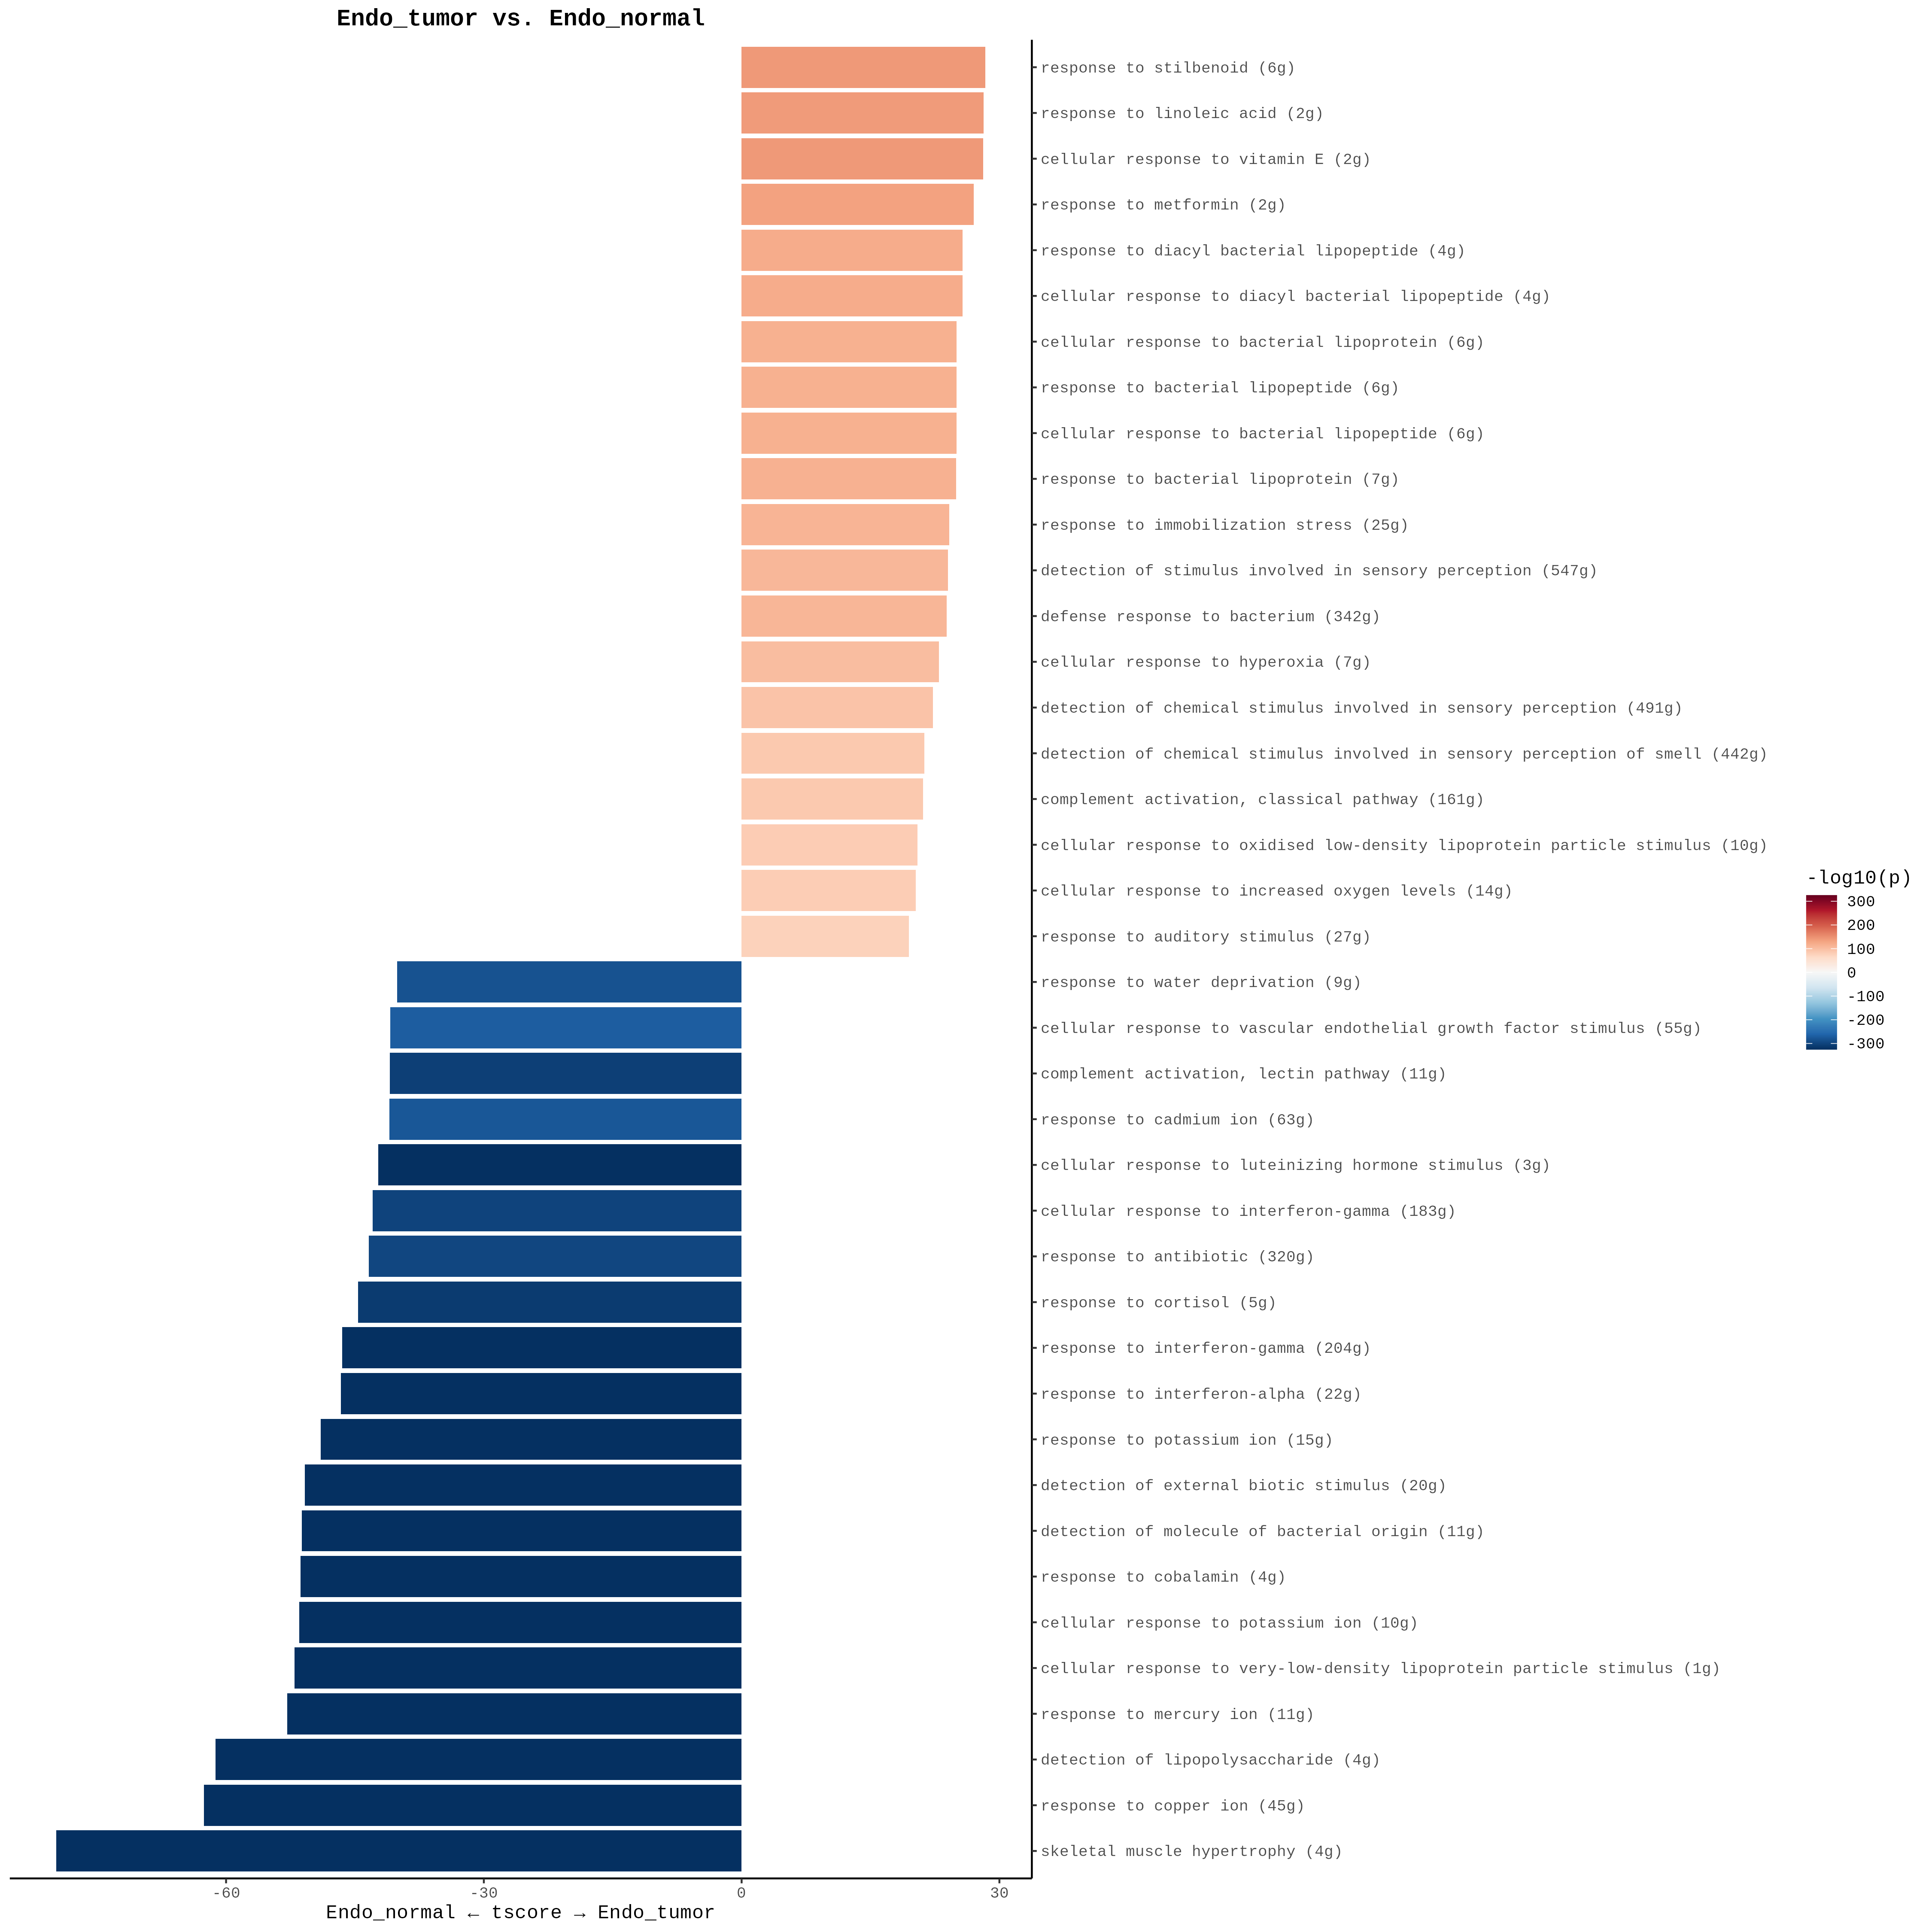 Endo_tumor vs. Endo_normal
response to stilbenoid (6g)
response to linoleic acid (2g)
cellular response to vitamin E (2g)
response to metformin (2g)
response to diacyl bacterial lipopeptide (4g)
cellular response to diacyl bacterial lipopeptide (4g)
cellular response to bacterial lipoprotein (6g)
response to bacterial lipopeptide (6g)
cellular response to bacterial lipopeptide (6g)
response to bacterial lipoprotein (7g)
response to immobilization stress (25g)
detection of stimulus involved in sensory perception (547g)
defense response to bacterium (342g)
cellular response to hyperoxia (7g)
detection of chemical stimulus involved in sensory perception (491g)
detection of chemical stimulus involved in sensory perception of smell (442g)
complement activation, classical pathway (161g)
cellular response to oxidised low-density lipoprotein particle stimulus (10g)
cellular response to increased oxygen levels (14g)
response to auditory stimulus (27g)
response to water deprivation (9g)
cellular response to vascular endothelial growth factor stimulus (55g)
complement activation, lectin pathway (11g)
response to cadmium ion (63g)
cellular response to luteinizing hormone stimulus (3g)
cellular response to interferon-gamma (183g)
response to antibiotic (320g)
response to cortisol (5g)
response to interferon-gamma (204g)
response to interferon-alpha (22g)
response to potassium ion (15g)
detection of external biotic stimulus (20g)
detection of molecule of bacterial origin (11g)
response to cobalamin (4g)
cellular response to potassium ion (10g)
cellular response to very-low-density lipoprotein particle stimulus (1g)
response to mercury ion (11g)
detection of lipopolysaccharide (4g)
response to copper ion (45g)
skeletal muscle hypertrophy (4g)
-60 -30 0 30
Endo_normal ← tscore → Endo_tumor
-log10(p)
300
200
100
0
-100
-200
-300